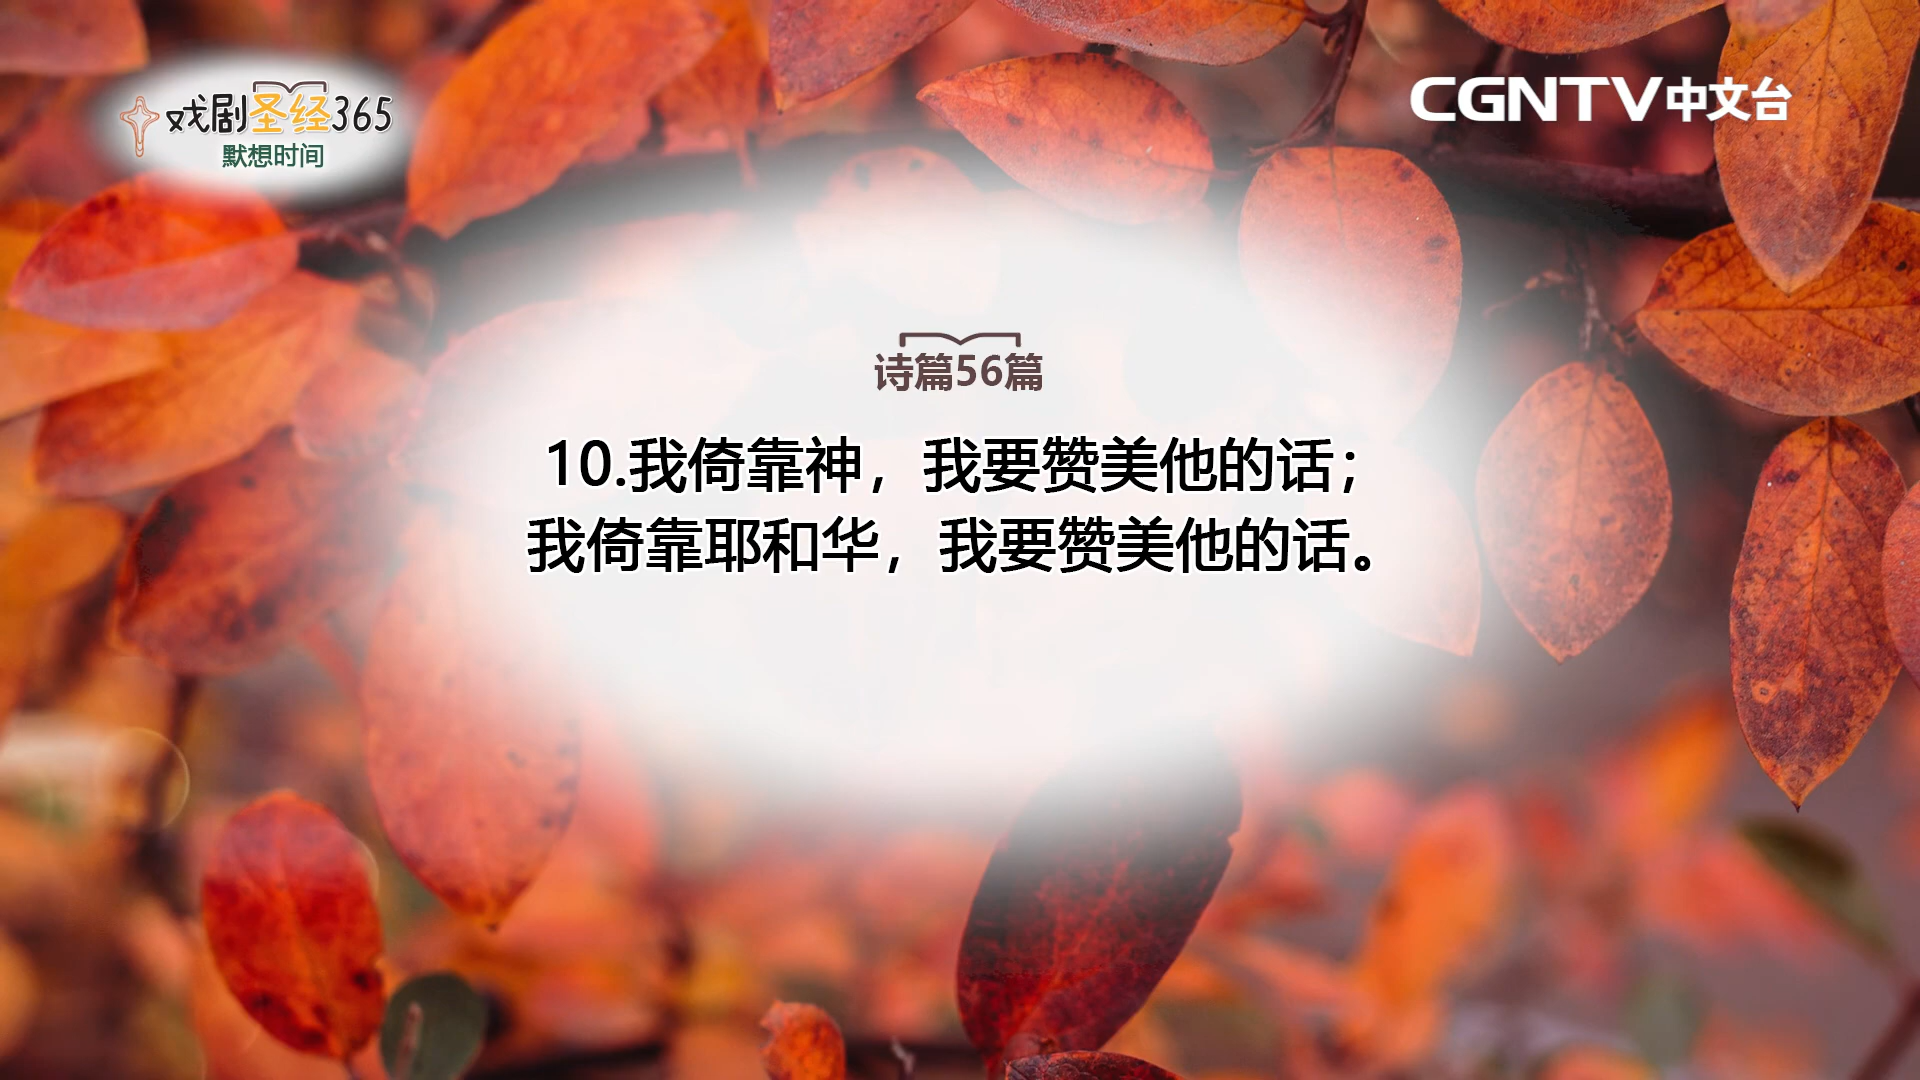 戏剧圣经365
默想时间
CGNTV中文台
诗篇56篇
10.我倚靠神，我要赞美他的话；
我倚靠耶和华，我要赞美他的话。